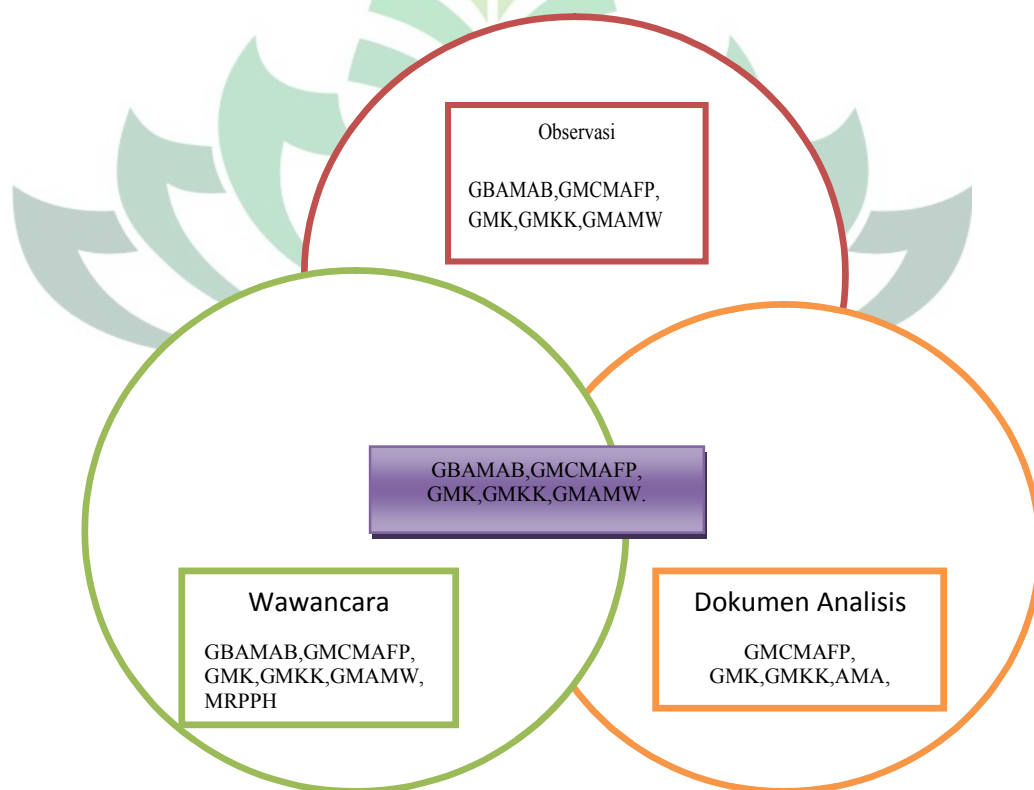 Observasi
GBAMAB,GMCMAFP,
GMK,GMKK,GMAMW
GBAMAB,GMCMAFP,
GMK,GMKK,GMAMW.
Wawancara
GBAMAB,GMCMAFP,
GMK,GMKK,GMAMW,
MRPPH
Dokumen Analisis
GMCMAFP,
GMK,GMKK,AMA,